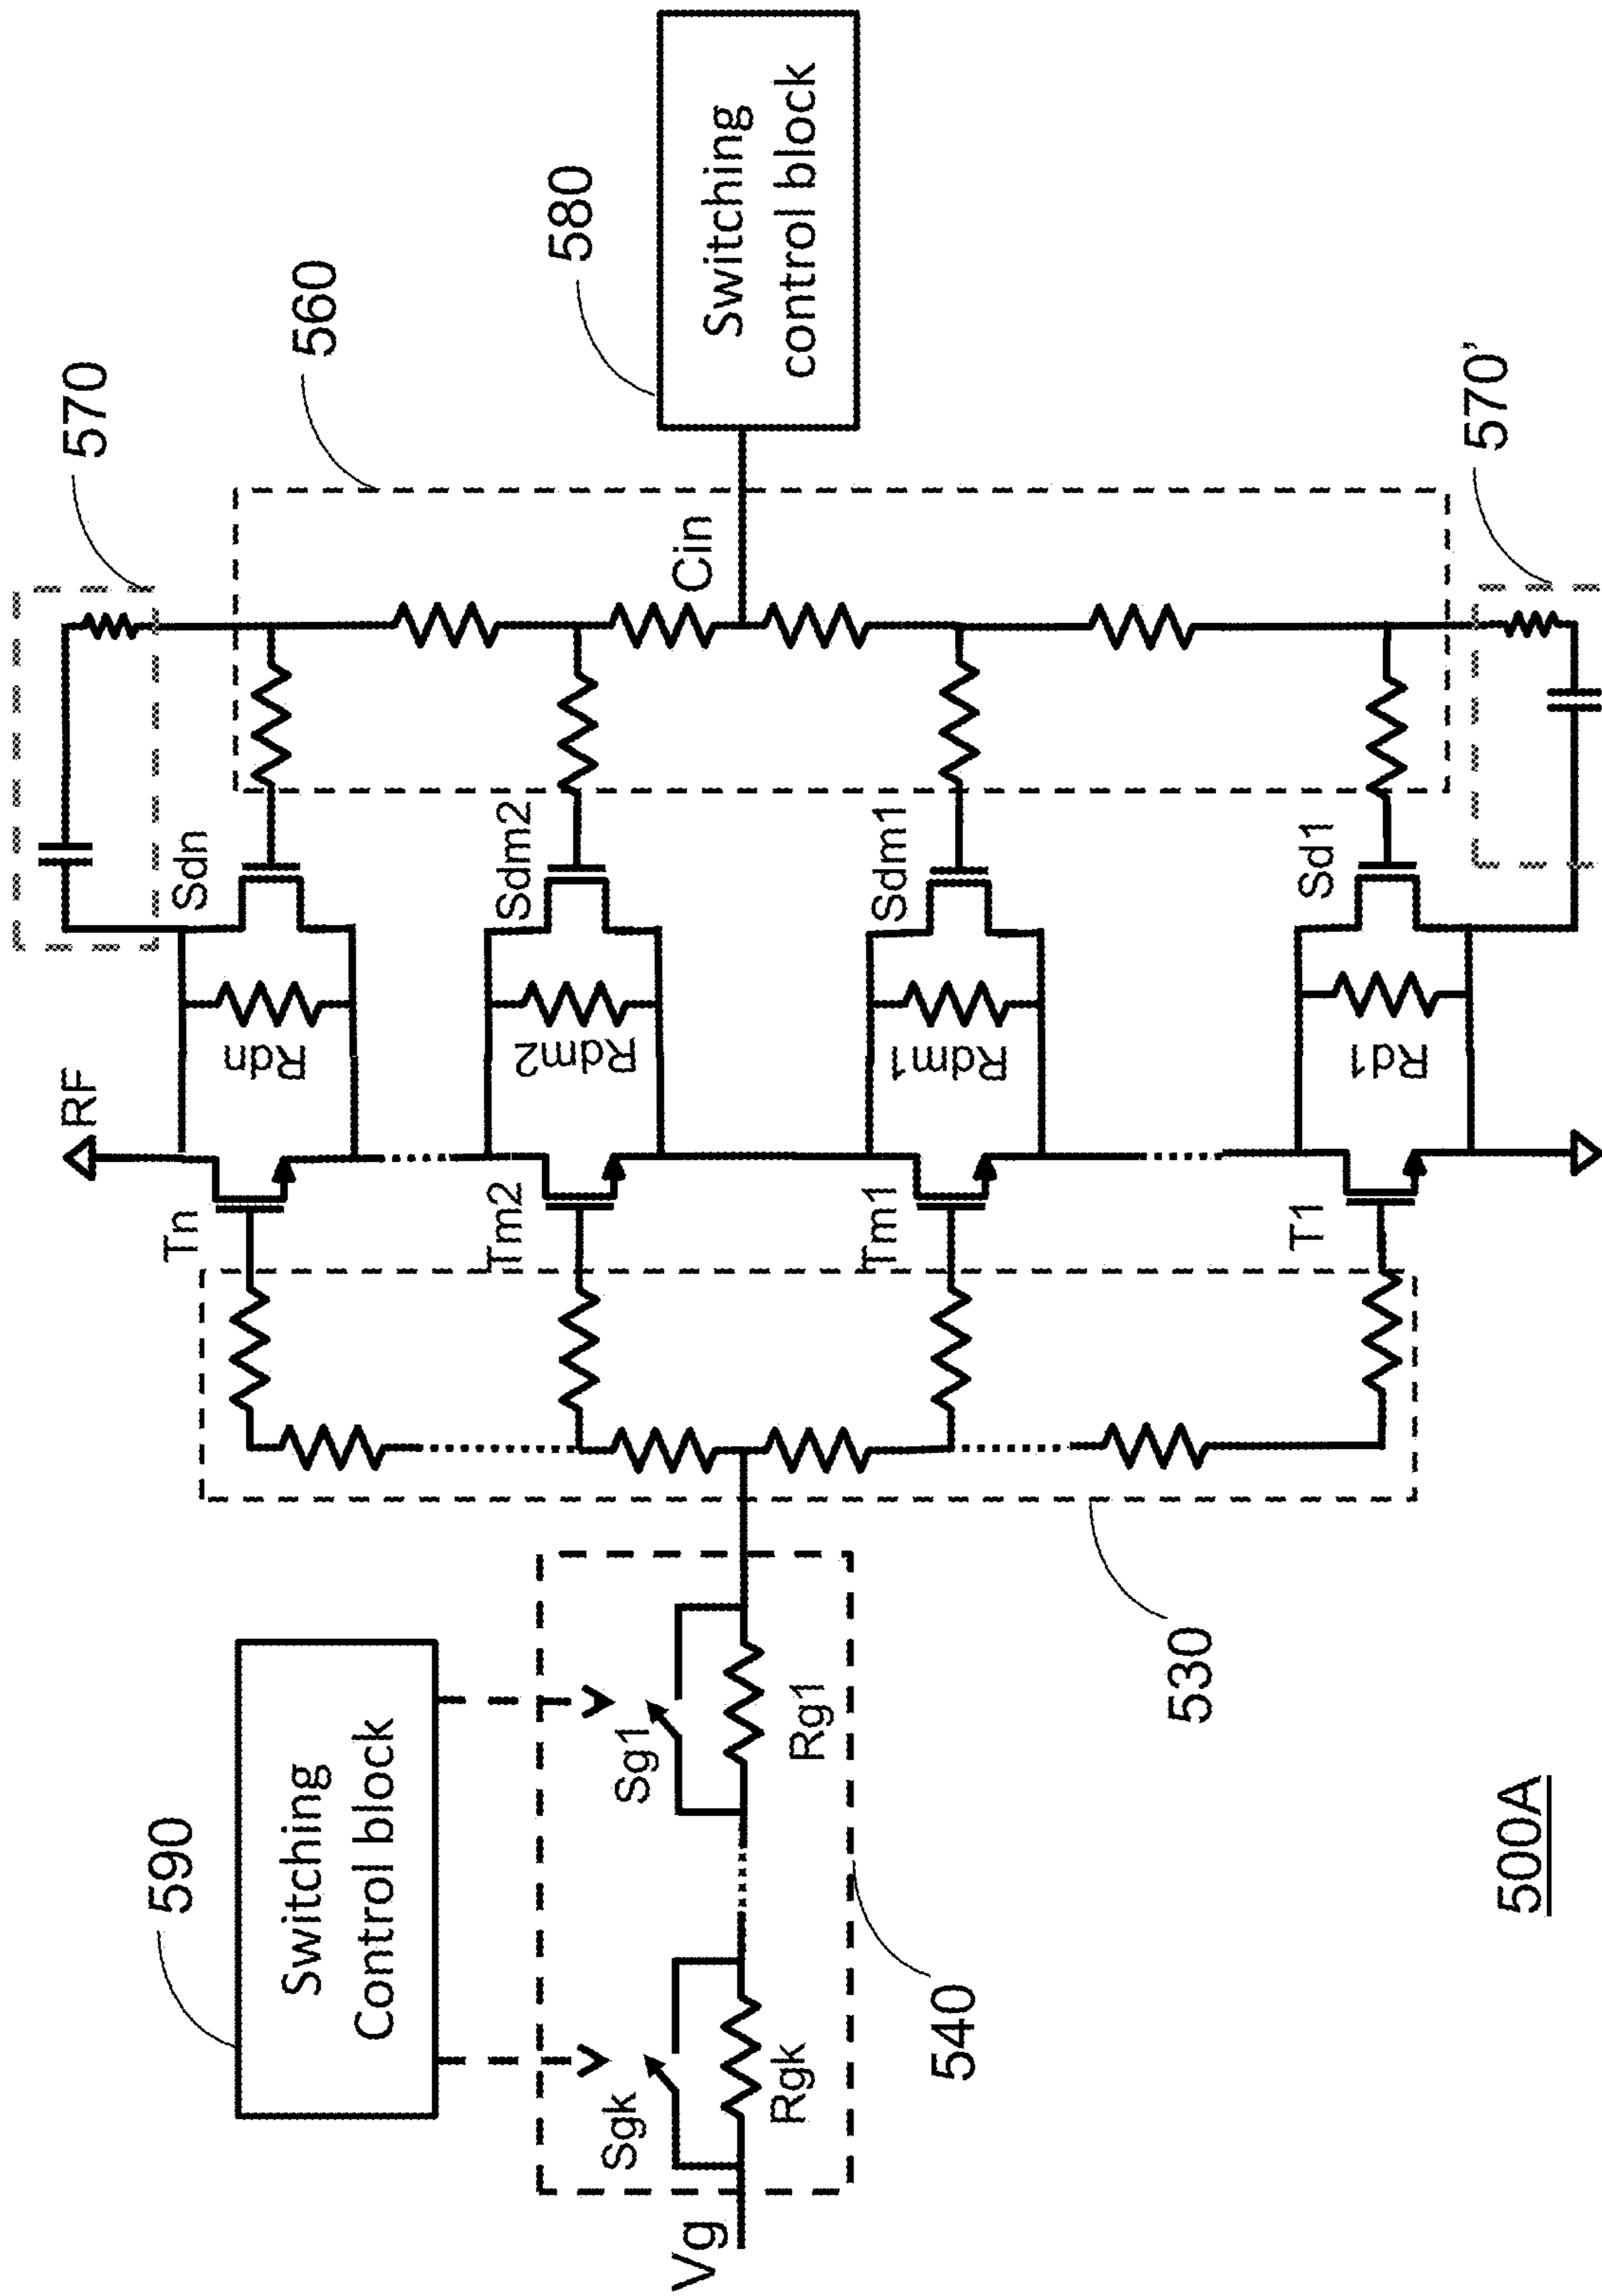 570
560
580
Switching
control block
570'
Cin
Sdn
Sdm2
Sdm1
Sd1
RF
Rdn
Rdm2
Rdm1
Rd1
Tn
Tm2
Tm1
T1
530
590
Switching
Control block
Sg1
Rg1
Sgk
Rgk
540
Vg
500A